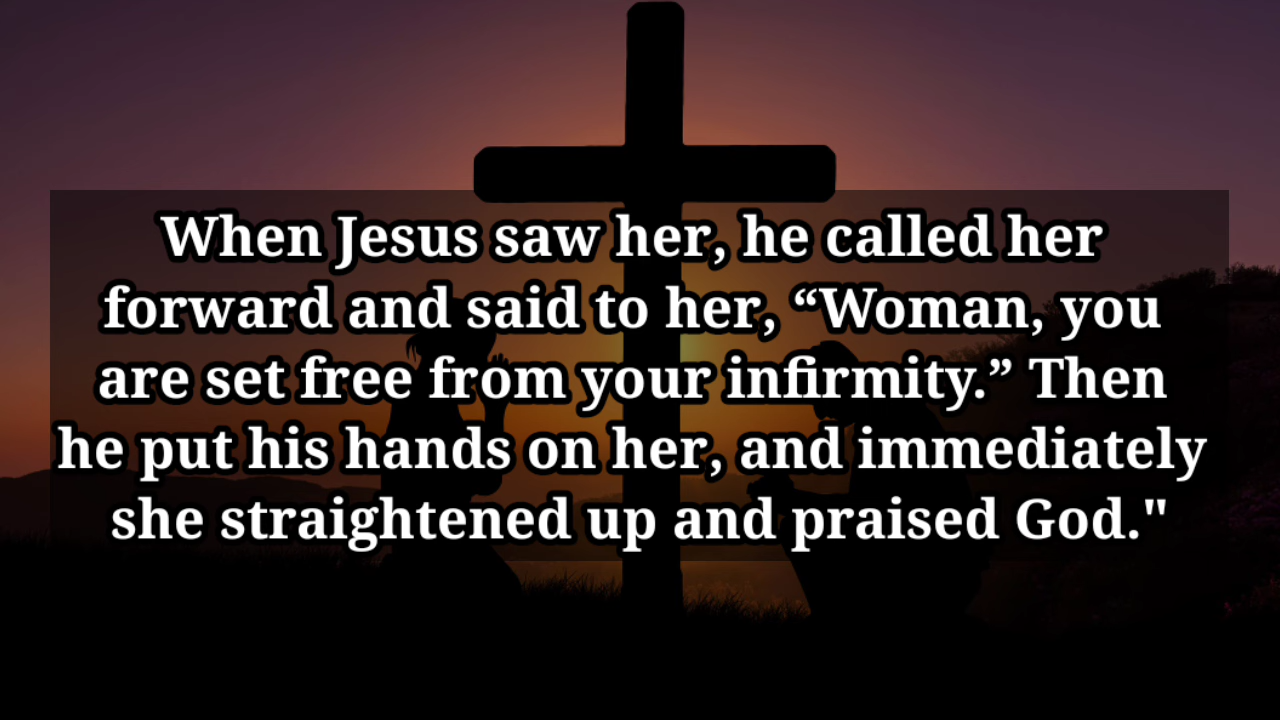 When Jesus saw her, he called her
forward and said to her, “Woman, you
are set free from your infirmity.” Then
he put his hands on her, and immediately
she straightened up and praised God."